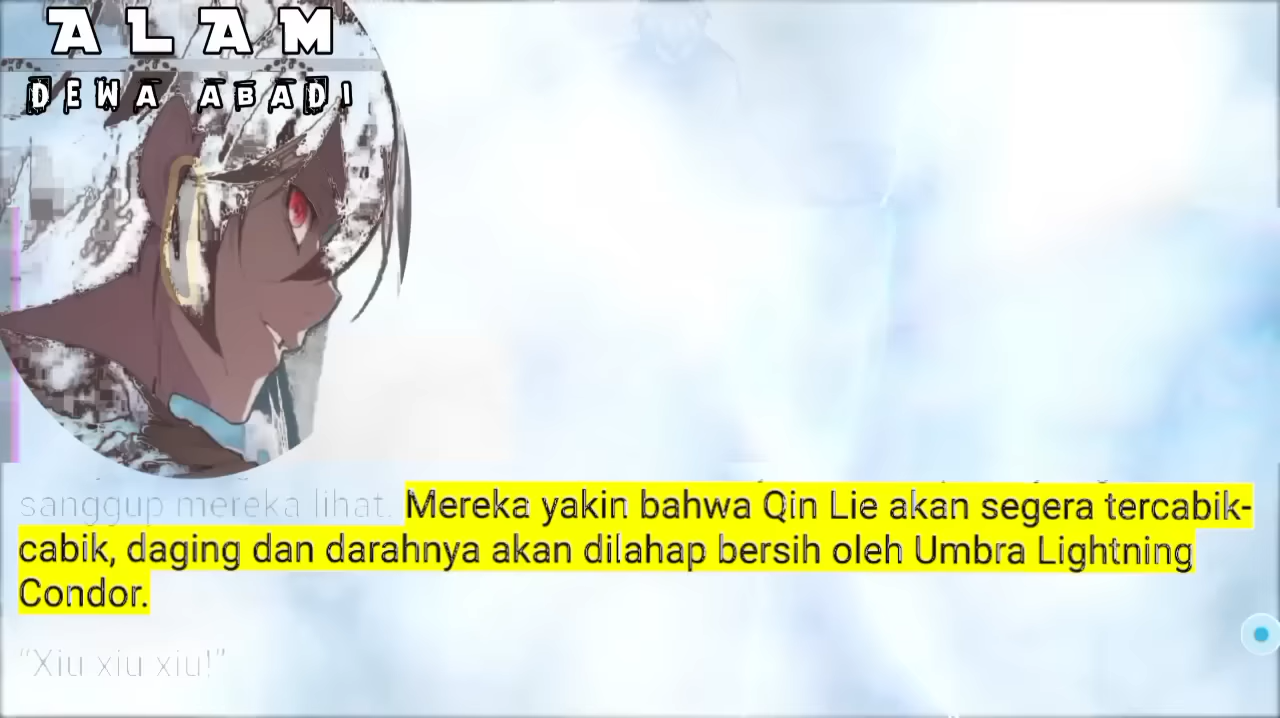 ALAM
DEWA ABADI
sanggup mereka lihat. Mereka yakin bahwa Qin Lie akan segera tercabik-
cabik, daging dan darahnya akan dilahap bersih oleh Umbra Lightning
Condor.
“Xiu xiu xiu!”